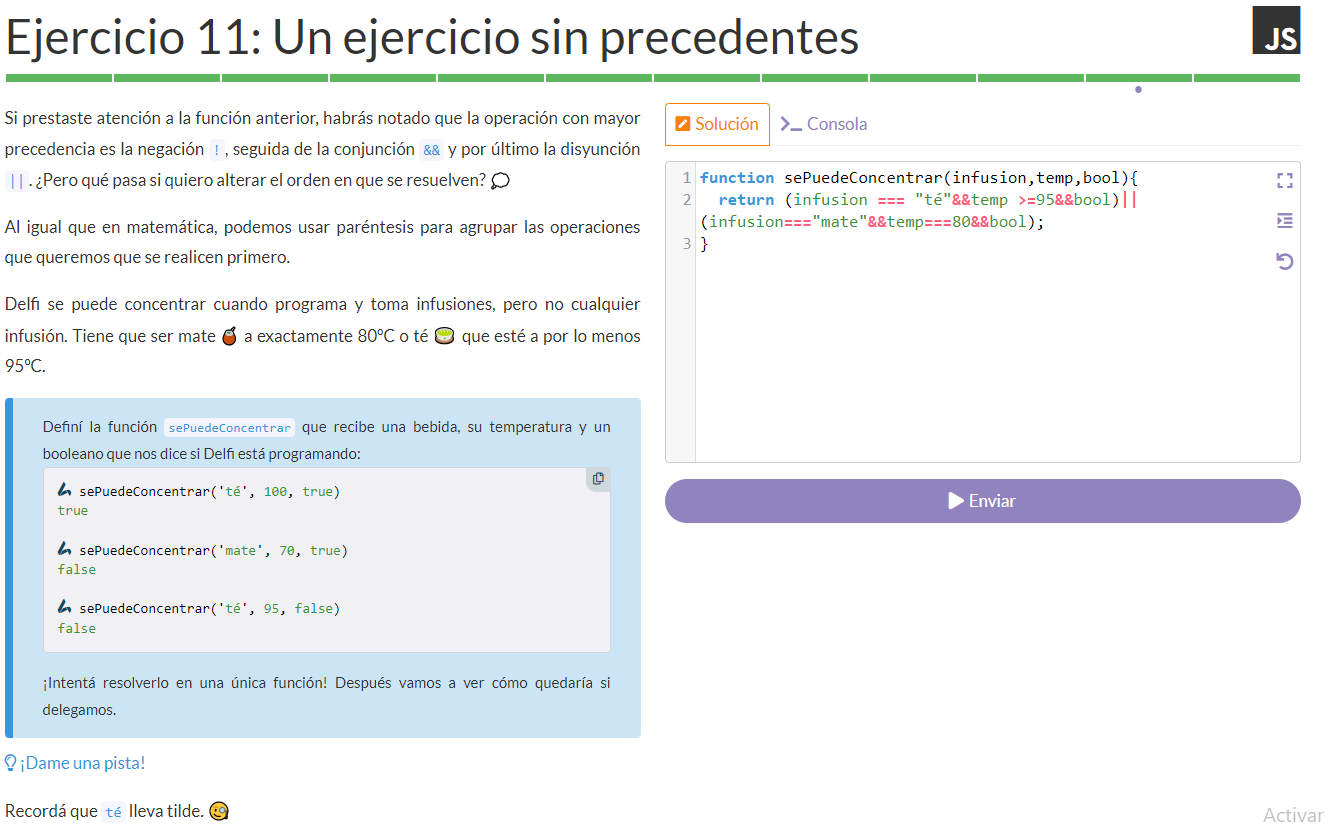 Ejercicio 11: Un ejercicio sin precedentes
JS
Si prestaste atención a la función anterior, habrás notado que la operación con mayor
precedencia es la negación !, seguida de la conjunción && y por último la disyunción
||. ¿Pero qué pasa si quiero alterar el orden en que se resuelven?
Al igual que en matemática, podemos usar paréntesis para agrupar las operaciones
que queremos que se realicen primero.
Delfi se puede concentrar cuando programa y toma infusiones, pero no cualquier
infusión. Tiene que ser mate 🧉 a exactamente 80ºC o té 🍵 que esté a por lo menos
95ºC.
Definí la función sePuedeConcentrar que recibe una bebida, su temperatura y un
booleano que nos dice si Delfi está programando:
sePuedeConcentrar('té', 100, true)
true
sePuedeConcentrar('mate', 70, true)
false
sePuedeConcentrar('té', 95, false)
false
¡Intentá resolverlo en una única función! Después vamos a ver cómo quedaría si
delegamos.
¡Dame una pista!
Recordá que té lleva tilde.
Solución
Consola
1 function sePuedeConcentrar(infusion,temp,bool){
2 return (infusion === "té"&&temp >=95&&bool)||
(infusion==="mate"&&temp===80&&bool);
3 }
Enviar
Activar